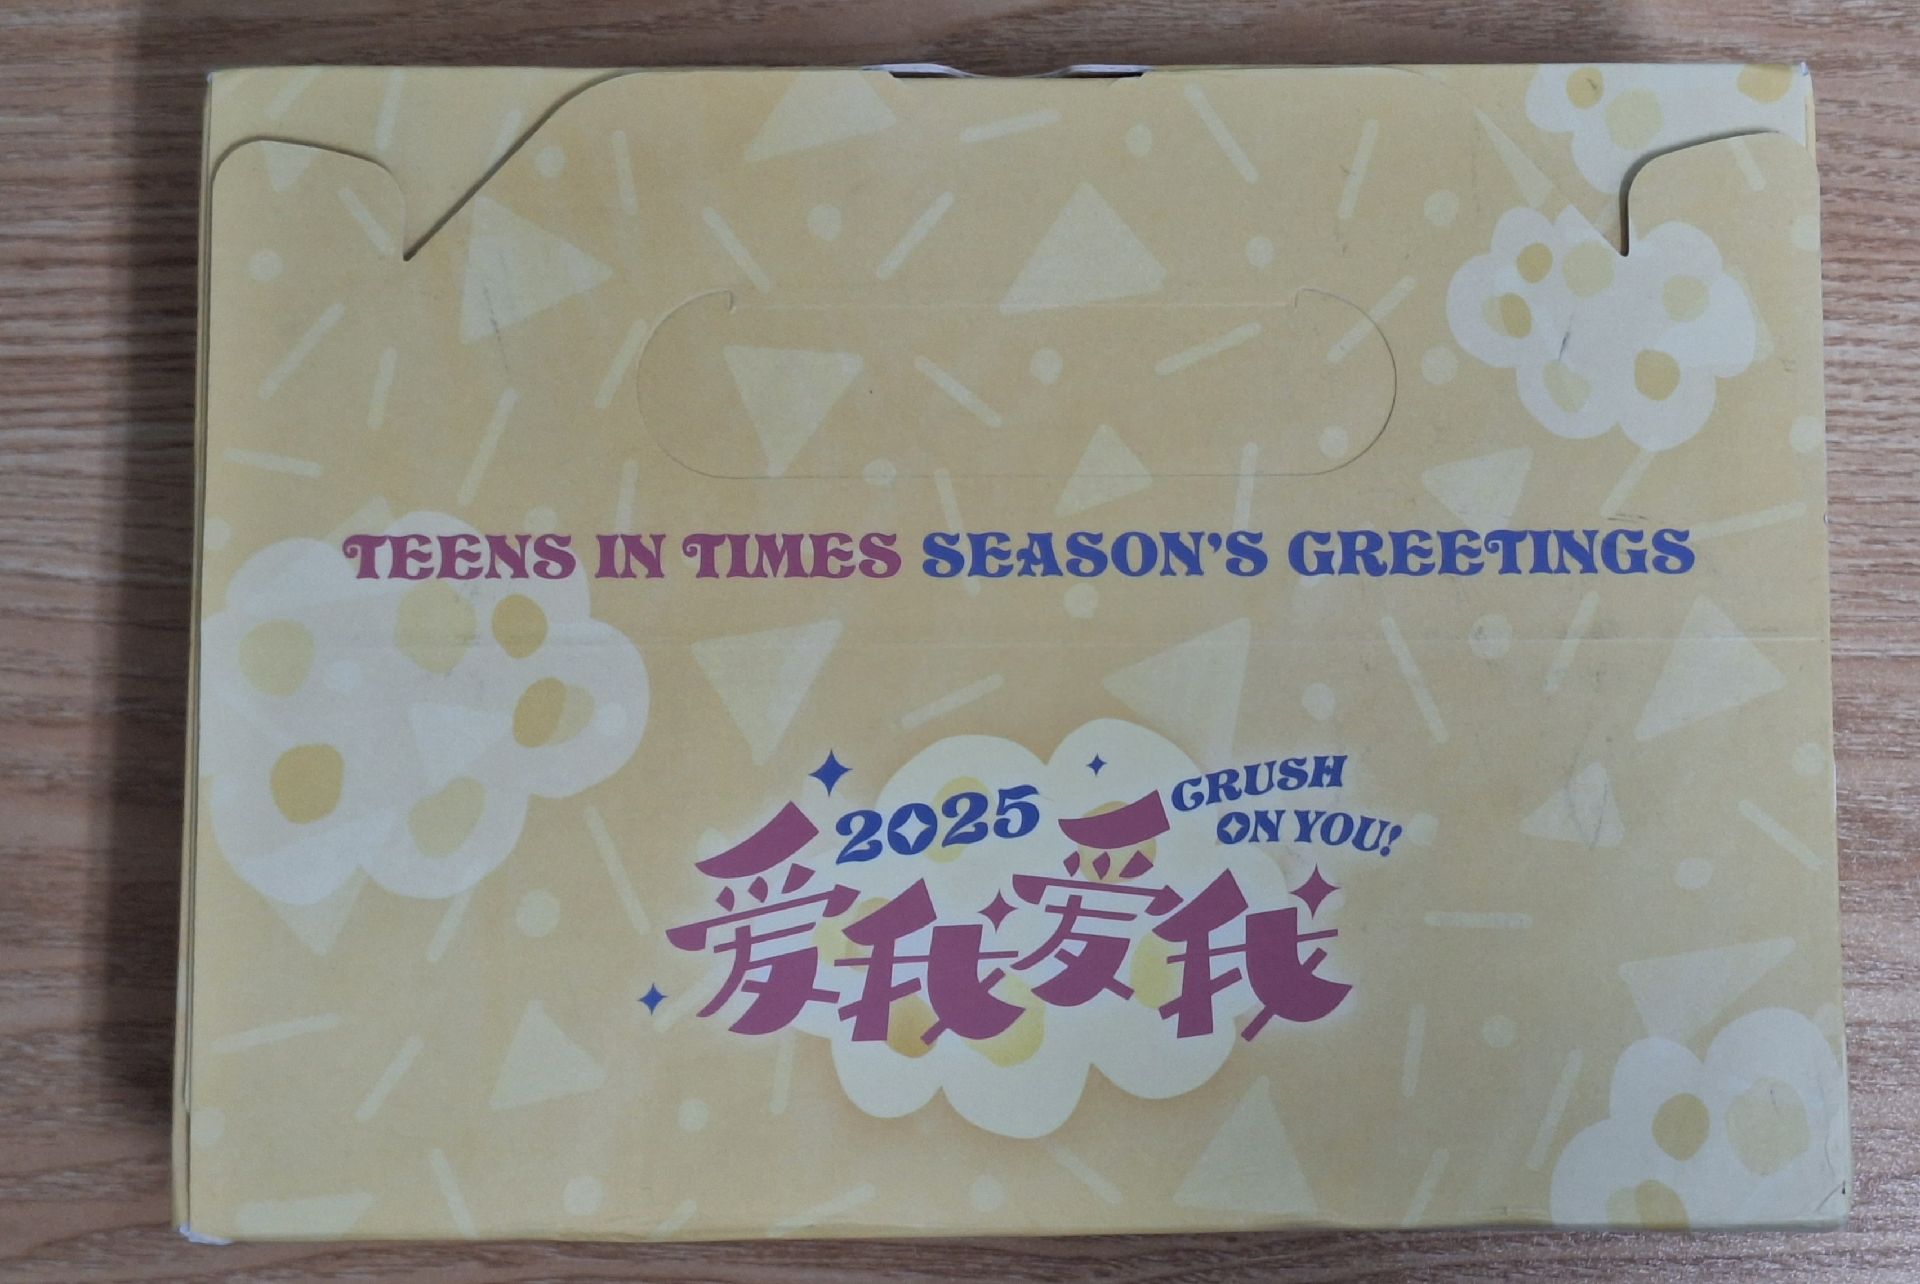 TEENS IN TIMES SEASON'S GREETINGS
2025
CRUSH
ON YOU!
爱我爱我